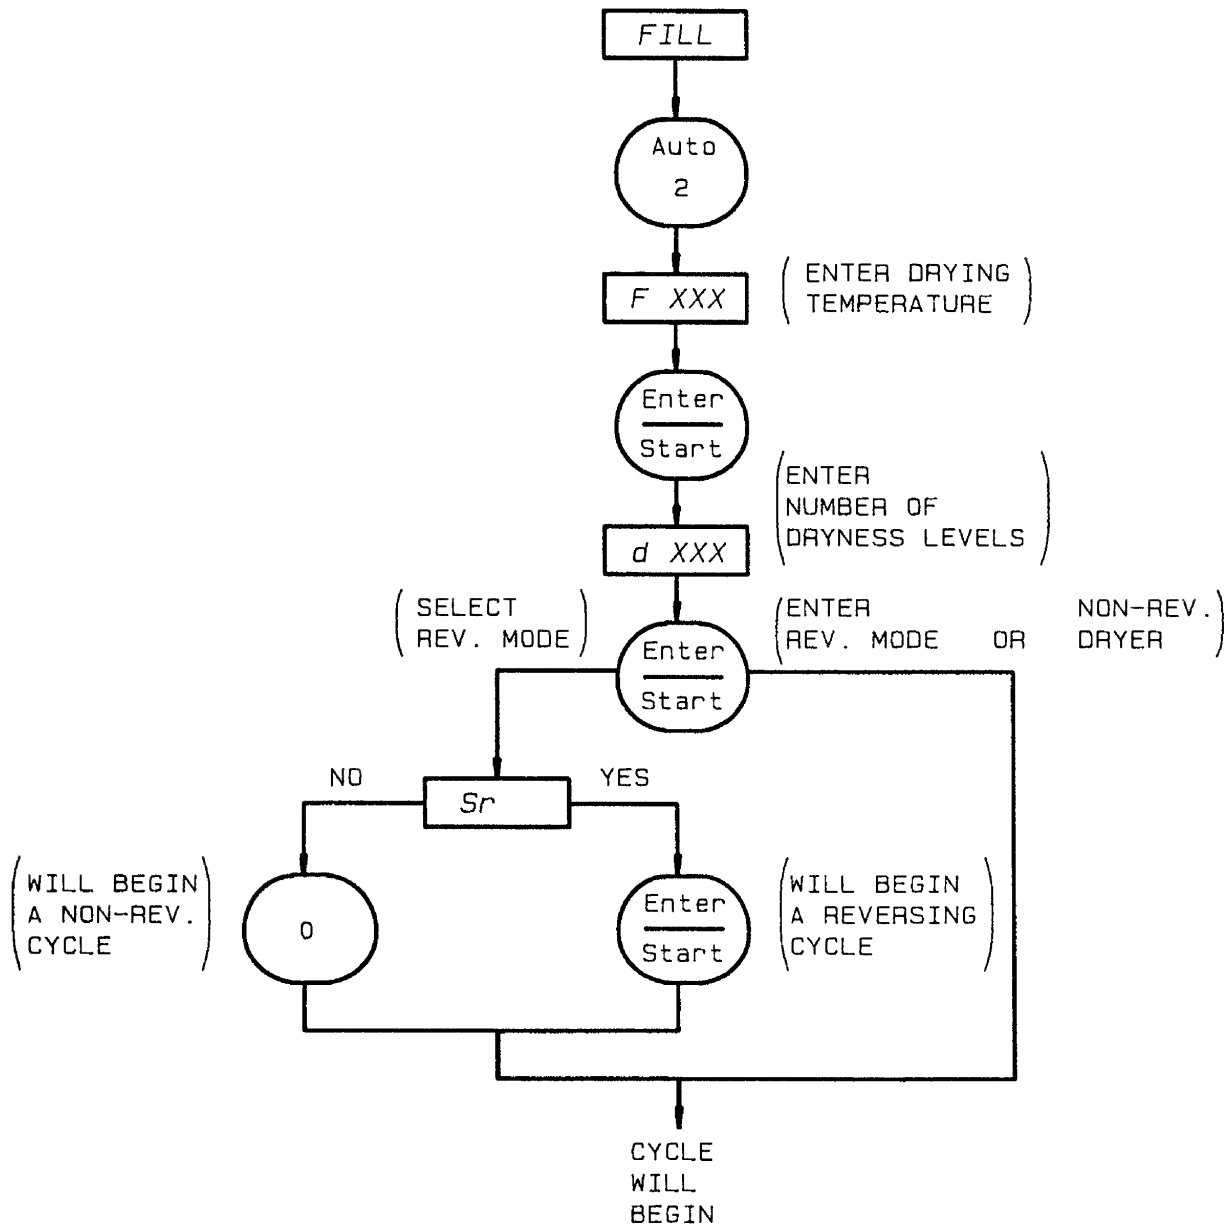 FILL
Auto
2
F XXX
(ENTER DRYING
TEMPERATURE)
Enter
Start
(ENTER
NUMBER OF
DRYNESS LEVELS)
d XXX
(SELECT
REV. MODE)
Enter
Start
(ENTER NON-REV.
REV. MODE OR DRYER)
NO
Sr
YES
(WILL BEGIN
A NON-REV.
CYCLE)
0
Enter
Start
(WILL BEGIN
A REVERSING
CYCLE)
CYCLE
WILL
BEGIN